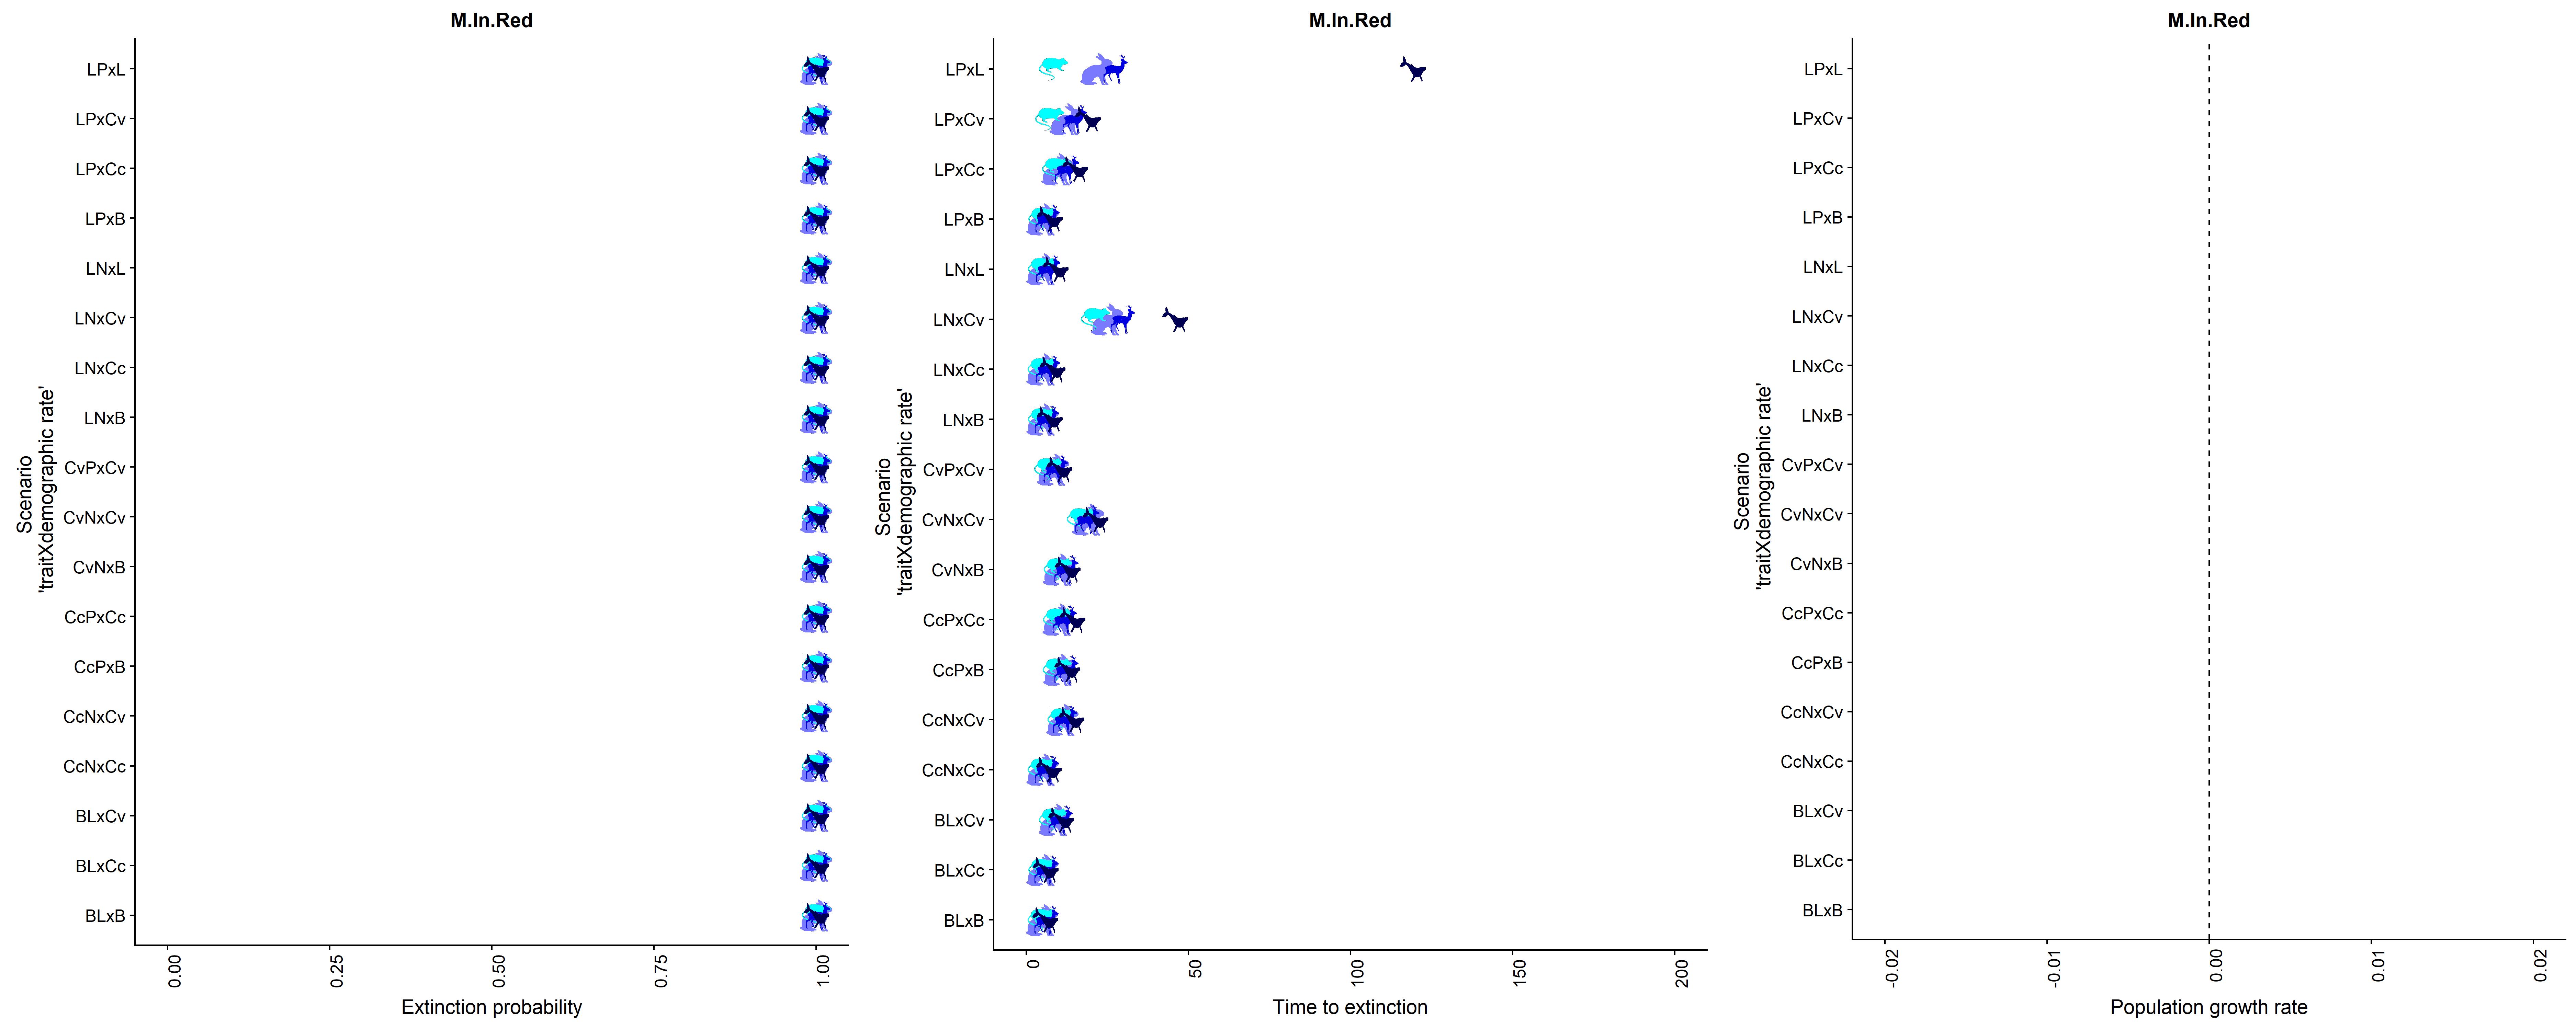 M.In.Red
Scenario
'traitXdemographic rate'
LPxL
LPxCv
LPxCc
LPxB
LNxL
LNxCv
LNxCc
LNxB
CvPxCv
CvNxCv
CvNxB
CcPxCc
CcPxB
CcNxCv
CcNxCc
BLxCv
BLxCc
BLxB
0.00
0.25
0.50
0.75
1.00
Extinction probability
M.In.Red
Scenario
'traitXdemographic rate'
LPxL
LPxCv
LPxCc
LPxB
LNxL
LNxCv
LNxCc
LNxB
CvPxCv
CvNxCv
CvNxB
CcPxCc
CcPxB
CcNxCv
CcNxCc
BLxCv
BLxCc
BLxB
0
50
100
150
200
Time to extinction
M.In.Red
Scenario
'traitXdemographic rate'
LPxL
LPxCv
LPxCc
LPxB
LNxL
LNxCv
LNxCc
LNxB
CvPxCv
CvNxCv
CvNxB
CcPxCc
CcPxB
CcNxCv
CcNxCc
BLxCv
BLxCc
BLxB
-0.02
-0.01
0.00
0.01
0.02
Population growth rate